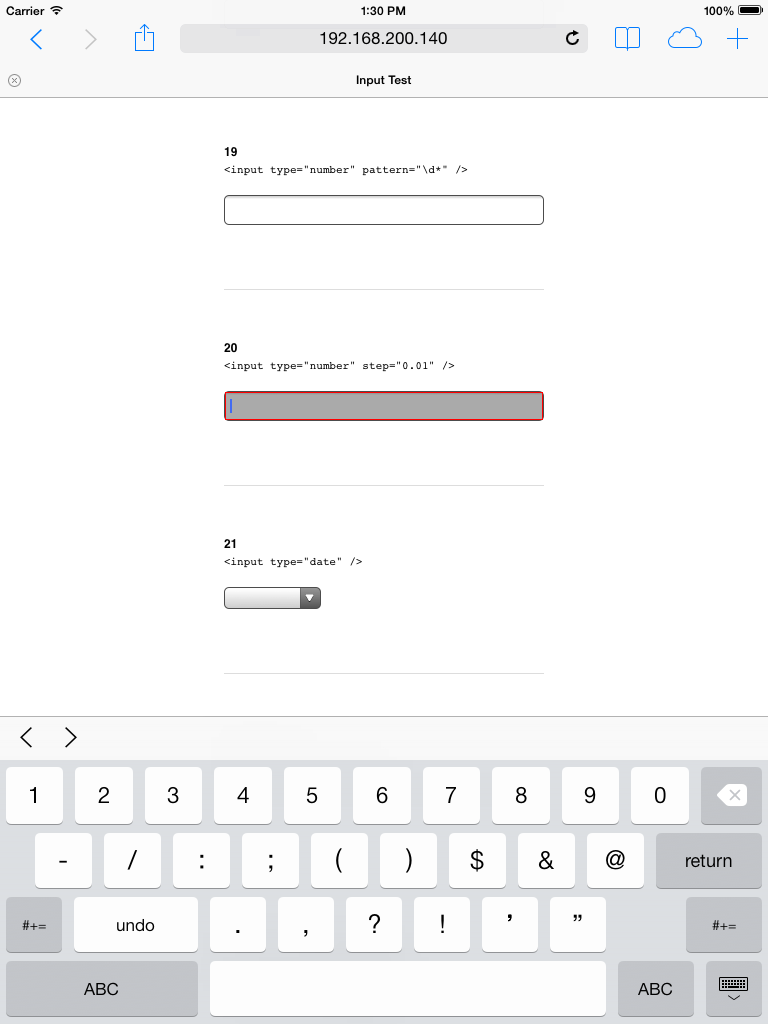 Carrier 1:30 PM 100%
192.168.200.140
Input Test
19
<input type="number" pattern="\d*" />
20
<input type="number" step="0.01" />
21
<input type="date" />
1 2 3 4 5 6 7 8 9 0
- / : ; ( ) $ & @ return
#+= undo . , ? ! ’ ” #+=
ABC ABC